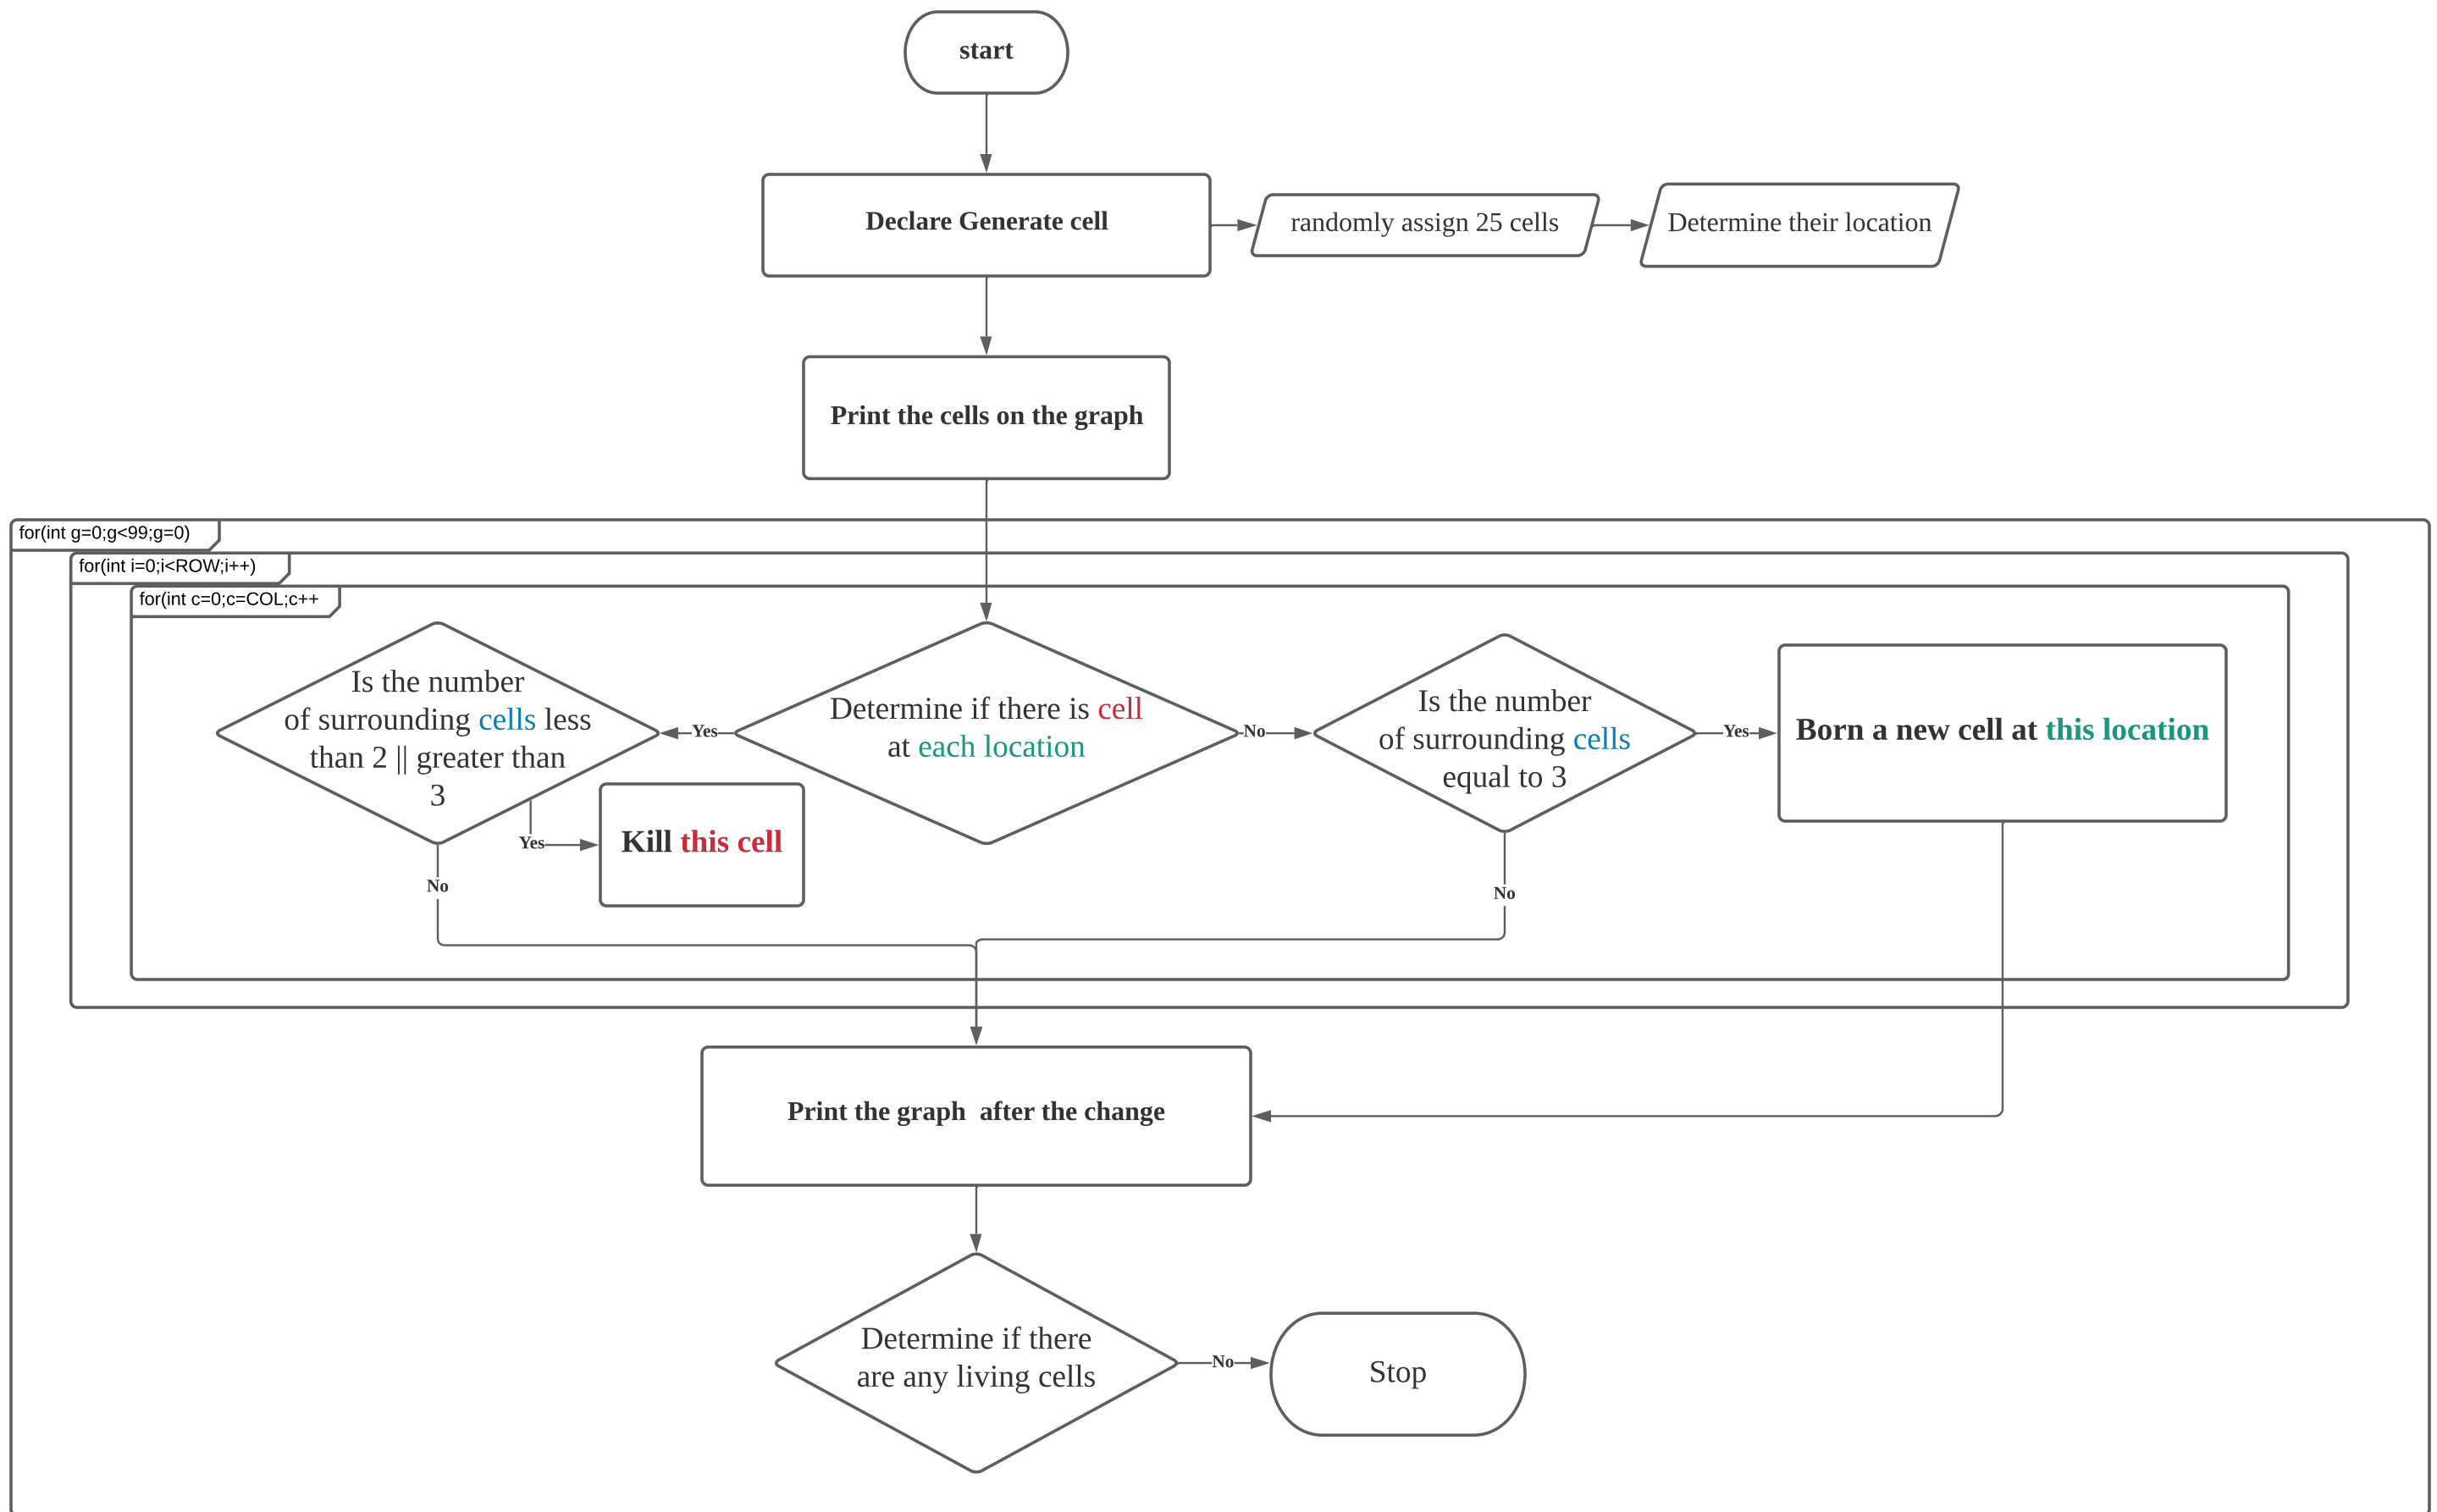 start
Declare Generate cell
randomly assign 25 cells
Determine their location
Print the cells on the graph
for(int g=0;g<99;g=0)
for(int i=0;i<ROW;i++)
for(int c=0;c=COL;c++
Is the number
of surrounding cells less
than 2 || greater than
3
Yes
Determine if there is cell
at each location
No
Is the number
of surrounding cells
equal to 3
Yes
Born a new cell at this location
Yes
Kill this cell
No
No
Print the graph  after the change
Determine if there
are any living cells
No
Stop